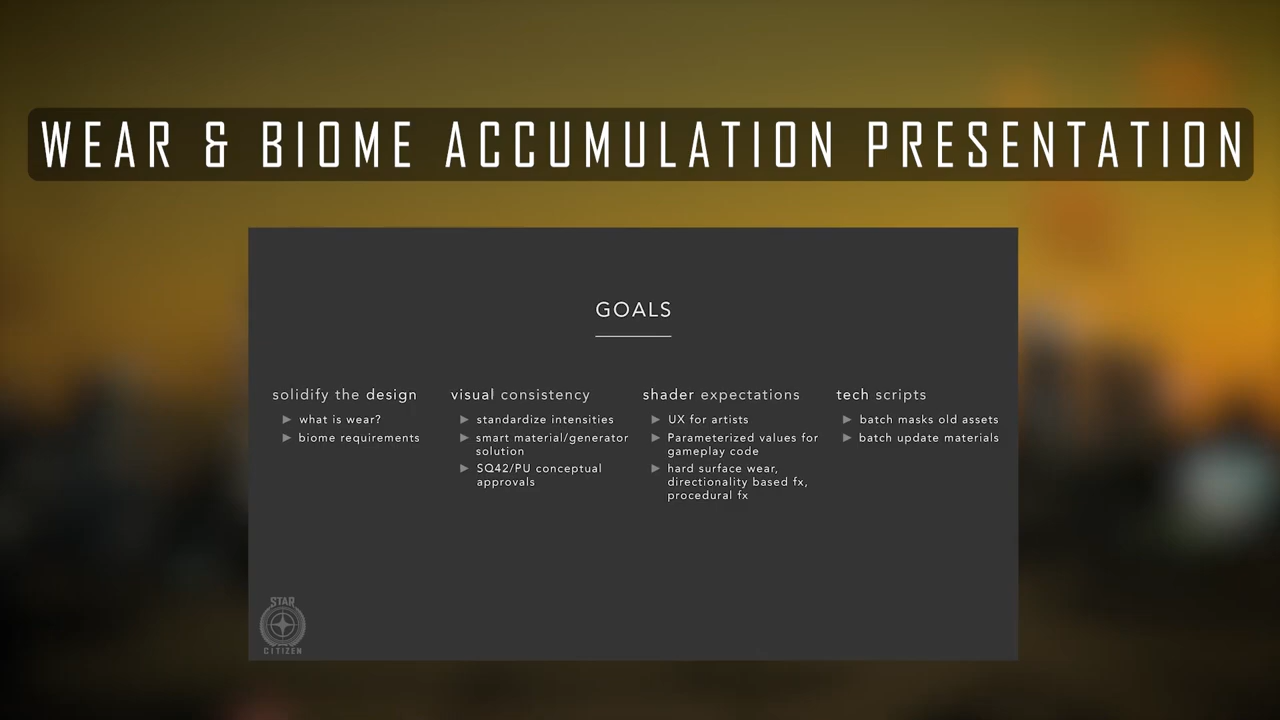 WEAR & BIOME ACCUMULATION PRESENTATION
GOALS
solidify the design
what is wear?
biome requirements
visual consistency
standardize intensities
smart material/generator
solution
SQ42/PU conceptual
approvals
shader expectations
UX for artists
Parameterized values for
gameplay code
hard surface wear,
directionality based fx,
procedural fx
tech scripts
batch masks old assets
batch update materials
STAR
CITIZEN